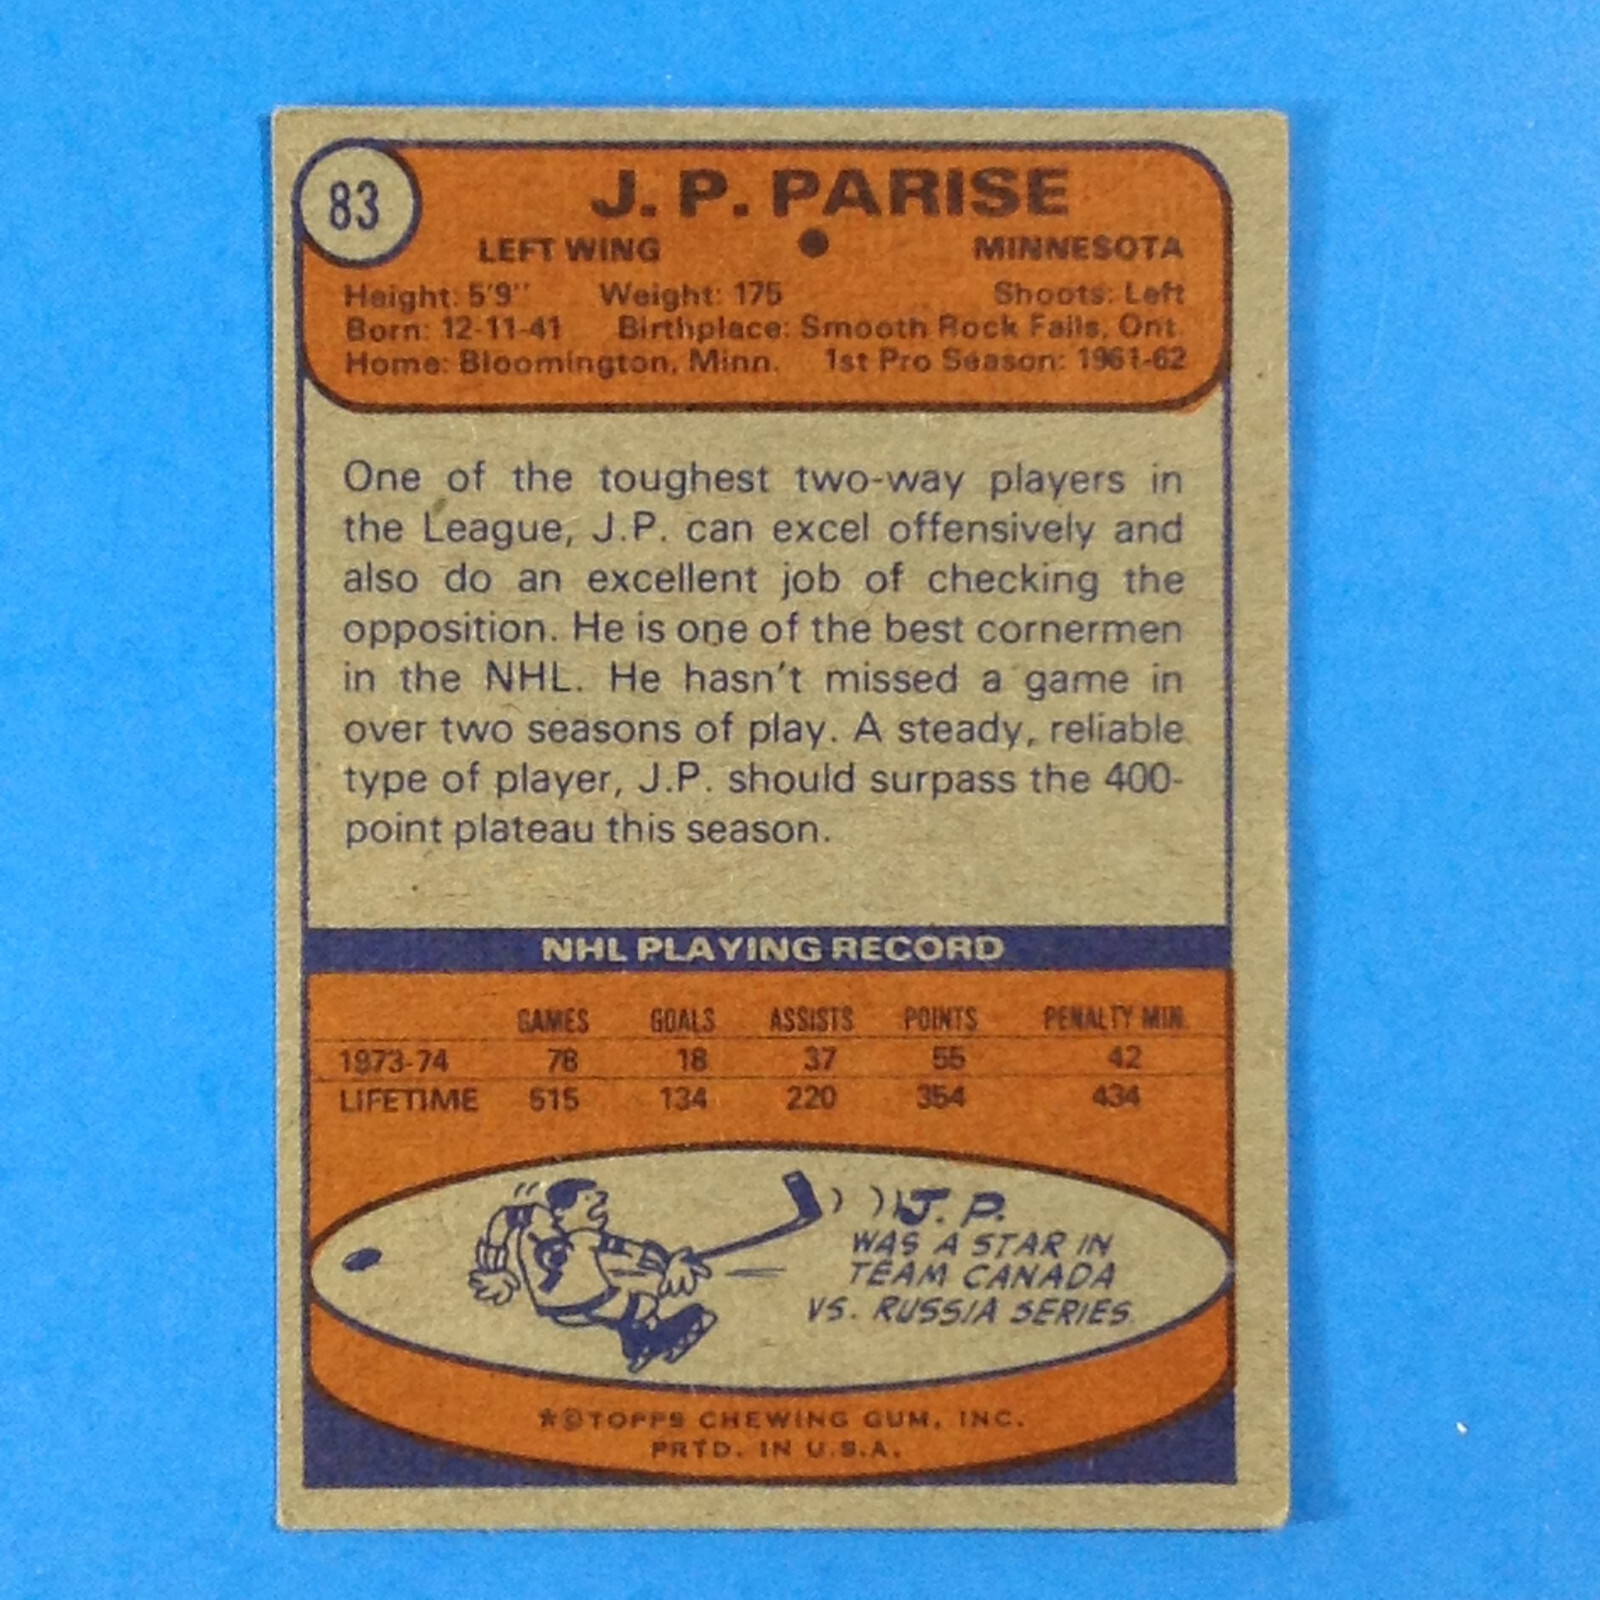 83
J. P. PARISE
LEFT WING ● MINNESOTA
Height: 5'9" Weight: 175 Shoots: Left
Born: 12-11-41 Birthplace: Smooth Rock Falls, Ont.
Home: Bloomington, Minn. 1st Pro Season: 1961-62
One of the toughest two-way players in
the League, J.P. can excel offensively and
also do an excellent job of checking the
opposition. He is one of the best cornermen
in the NHL. He hasn't missed a game in
over two seasons of play. A steady, reliable
type of player, J.P. should surpass the 400-
point plateau this season.
NHL PLAYING RECORD
GAMES GOALS ASSISTS POINTS PENALTY MIN.
1973-74 78 18 37 55 42
LIFETIME 515 134 220 354 434
J. P.
WAS A STAR IN
TEAM CANADA
VS. RUSSIA SERIES.
*©TOPPS CHEWING GUM, INC.
PRTD. IN U.S.A.